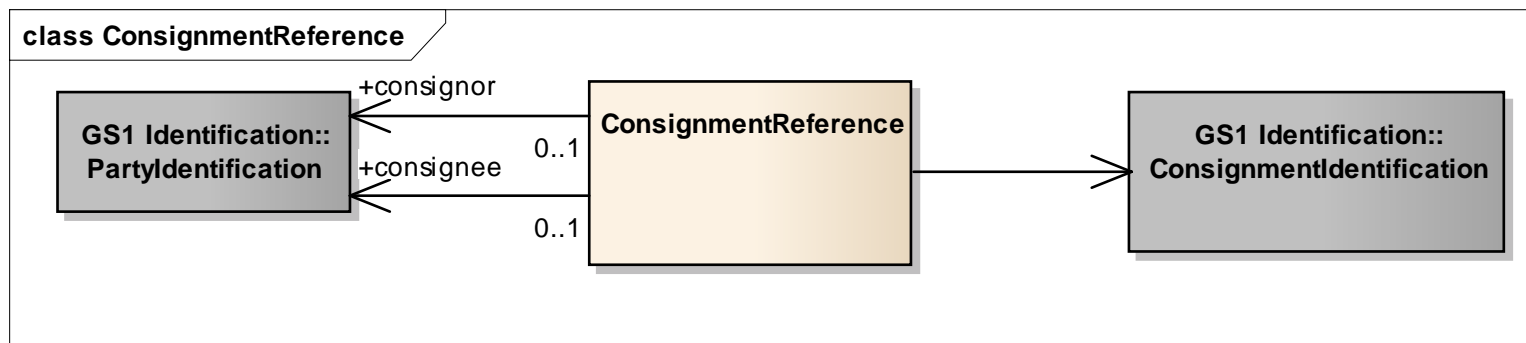 class ConsignmentReference
+consignor
GS1 Identification::
PartyIdentification
0..1
+consignee
0..1
ConsignmentReference
GS1 Identification::
ConsignmentIdentification